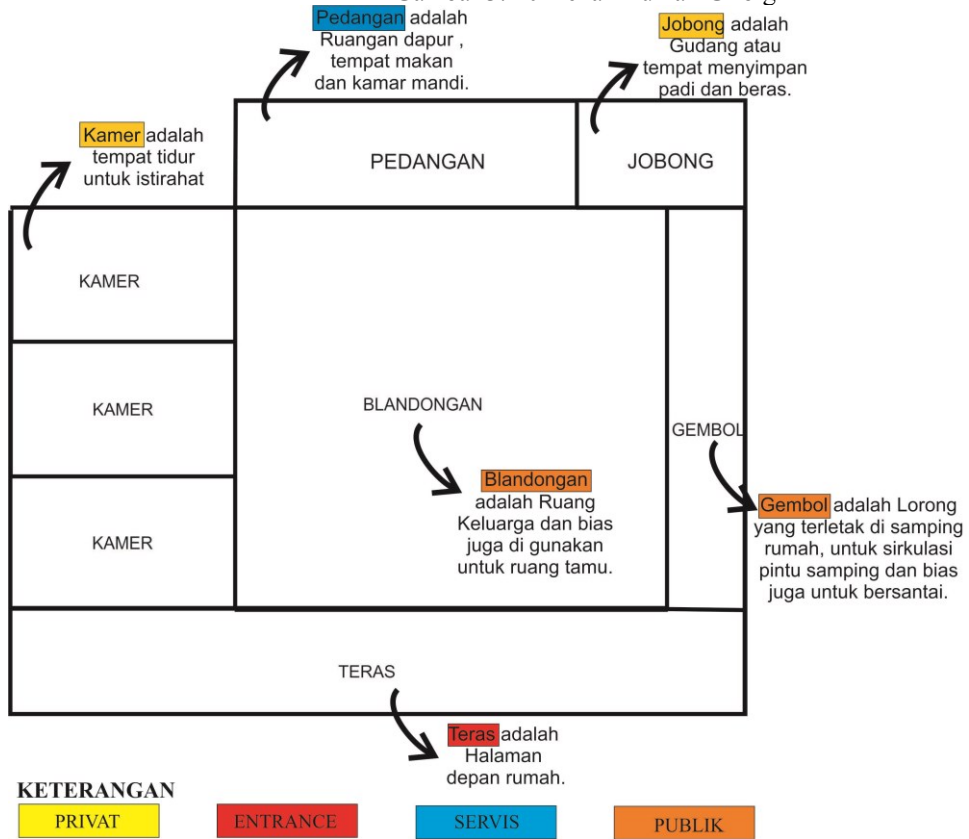 Pedangan adalah
Ruangan dapur ,
tempat makan
dan kamar mandi.
Jobong adalah
Gudang atau
tempat menyimpan
padi dan beras.
Kamer adalah
tempat tidur
untuk istirahat
PEDANGAN
JOBONG
KAMER
KAMER
KAMER
BLANDONGAN
GEMBOL
Blandongan
adalah Ruang
Keluarga dan bias
juga di gunakan
untuk ruang tamu.
Gembol adalah Lorong
yang terletak di samping
rumah, untuk sirkulasi
pintu samping dan bias
juga untuk bersantai.
TERAS
Teras adalah
Halaman
depan rumah.
KETERANGAN
PRIVAT
ENTRANCE
SERVIS
PUBLIK